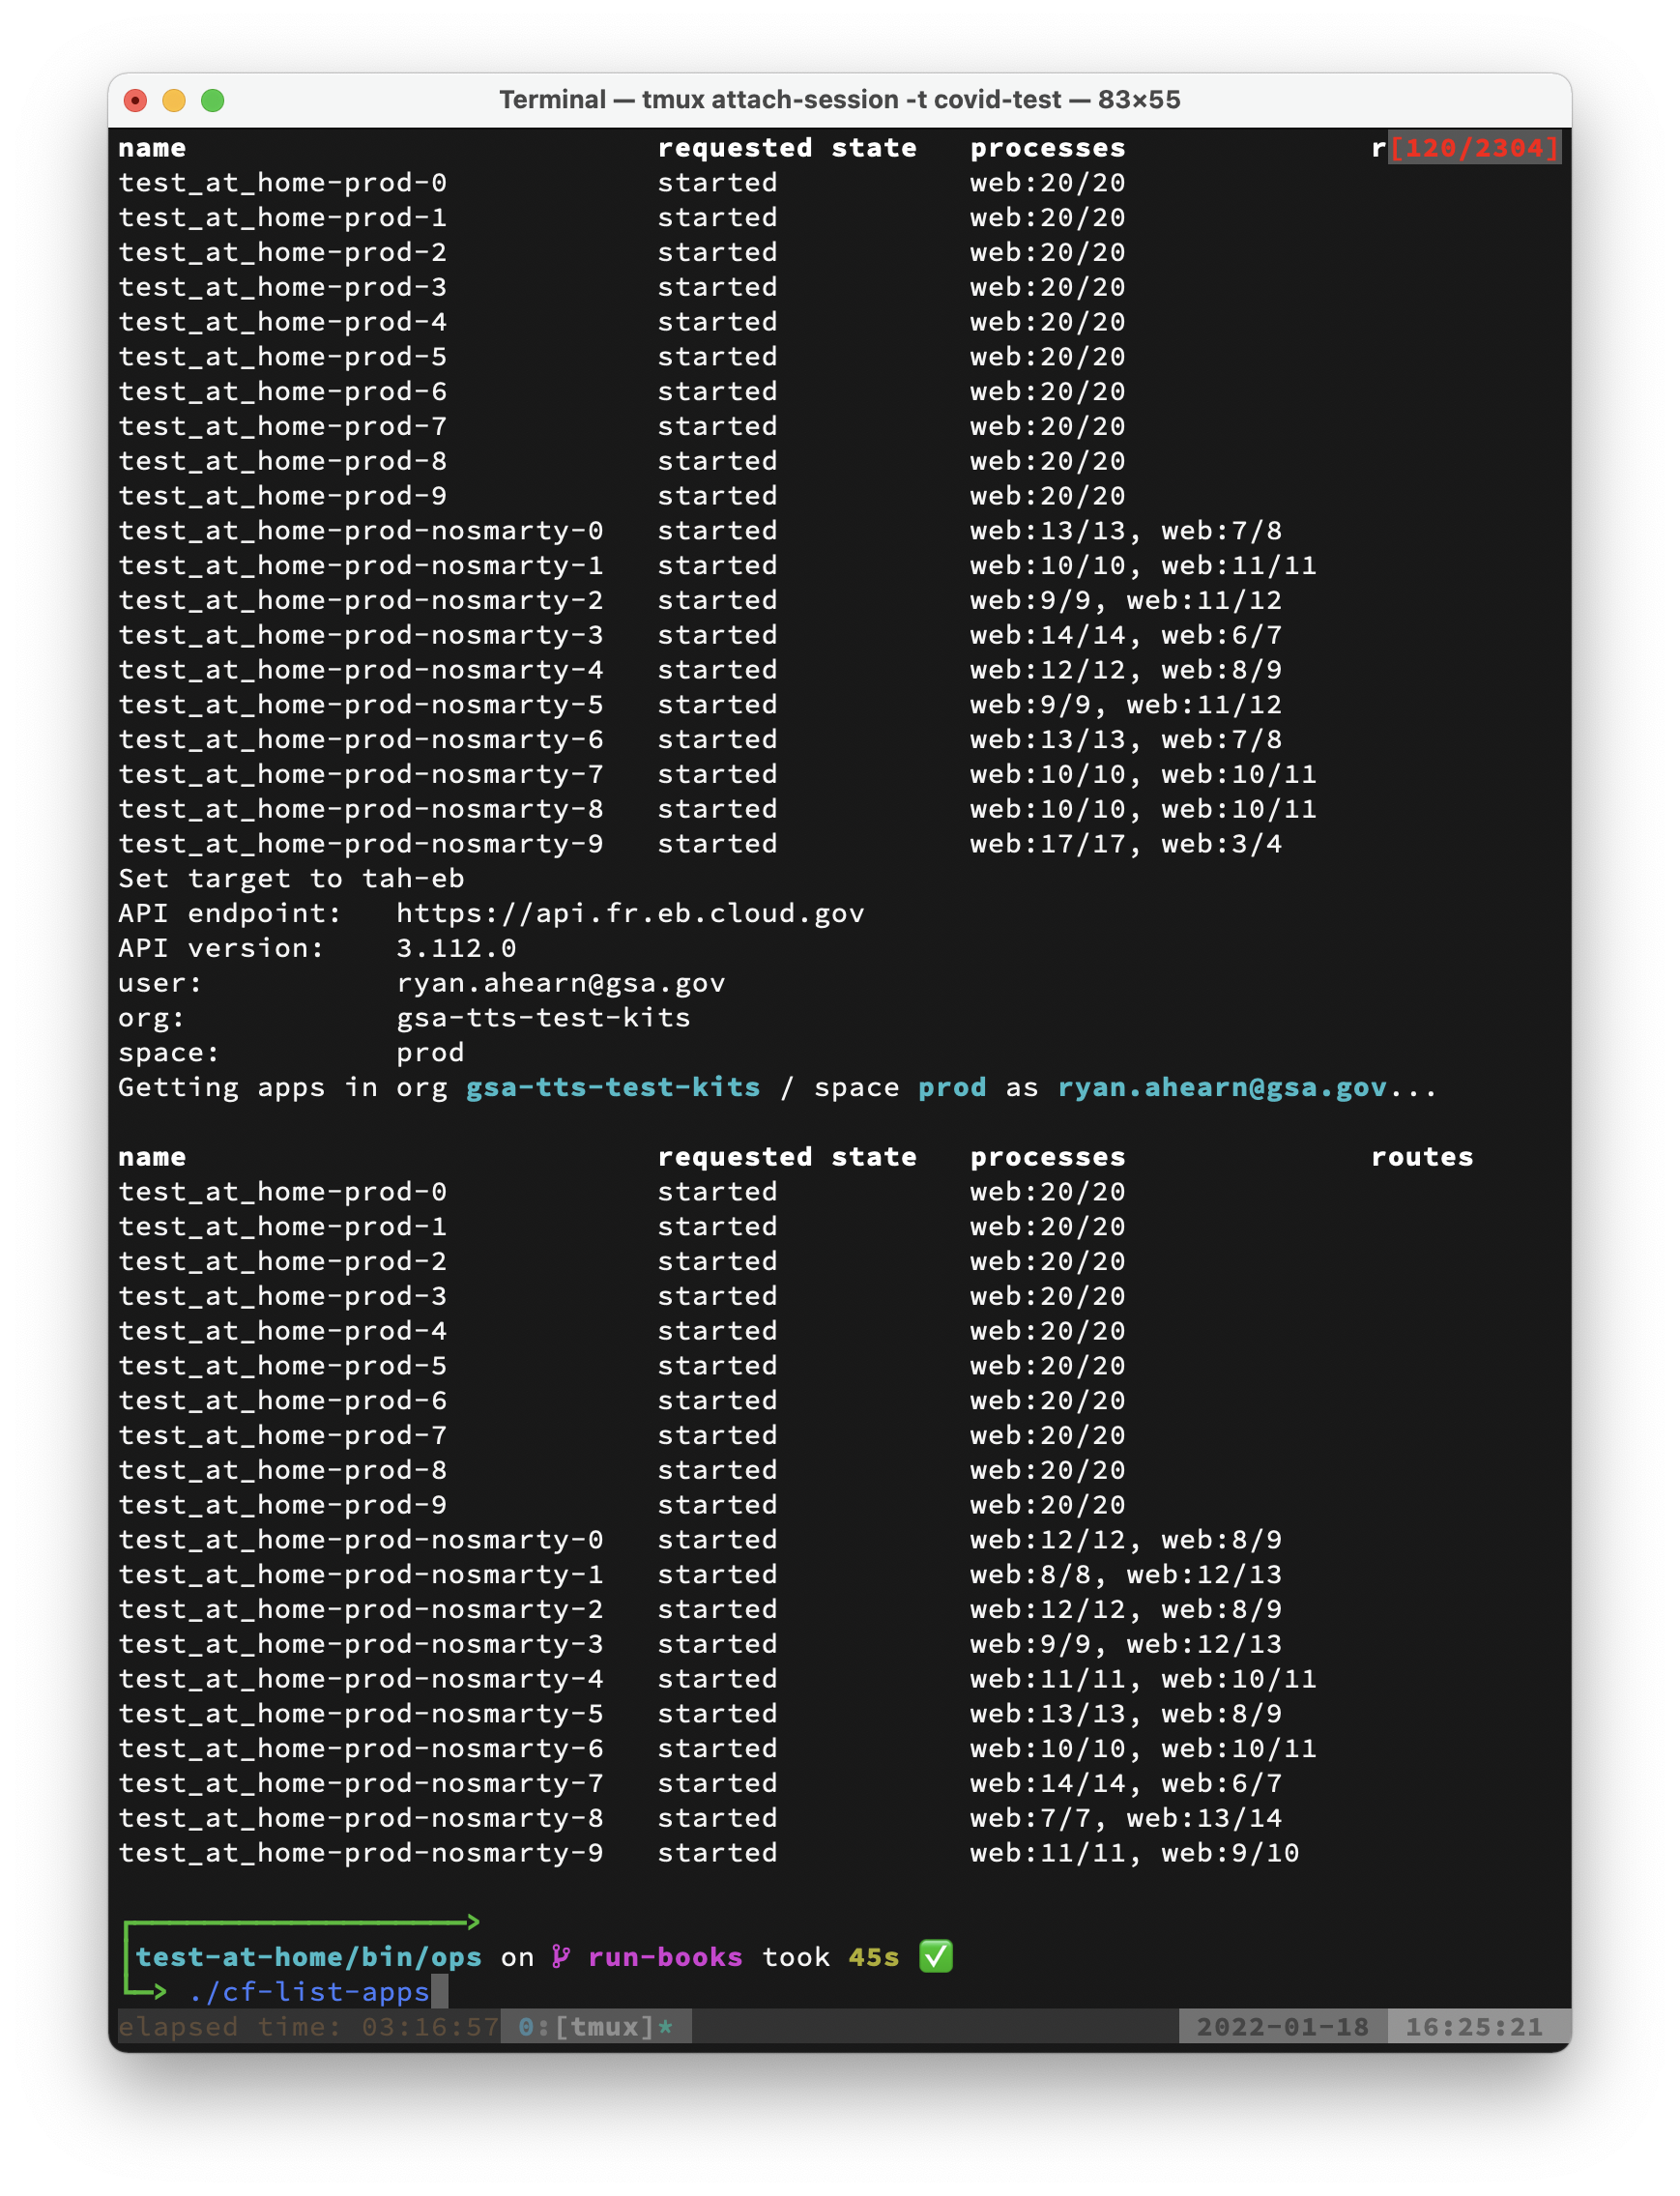 Terminal — tmux attach-session -t covid-test — 83×55
name requested state processes r[120/2304]
test_at_home-prod-0 started web:20/20
test_at_home-prod-1 started web:20/20
test_at_home-prod-2 started web:20/20
test_at_home-prod-3 started web:20/20
test_at_home-prod-4 started web:20/20
test_at_home-prod-5 started web:20/20
test_at_home-prod-6 started web:20/20
test_at_home-prod-7 started web:20/20
test_at_home-prod-8 started web:20/20
test_at_home-prod-9 started web:20/20
test_at_home-prod-nosmarty-0 started web:13/13, web:7/8
test_at_home-prod-nosmarty-1 started web:10/10, web:11/11
test_at_home-prod-nosmarty-2 started web:9/9, web:11/12
test_at_home-prod-nosmarty-3 started web:14/14, web:6/7
test_at_home-prod-nosmarty-4 started web:12/12, web:8/9
test_at_home-prod-nosmarty-5 started web:9/9, web:11/12
test_at_home-prod-nosmarty-6 started web:13/13, web:7/8
test_at_home-prod-nosmarty-7 started web:10/10, web:10/11
test_at_home-prod-nosmarty-8 started web:10/10, web:10/11
test_at_home-prod-nosmarty-9 started web:17/17, web:3/4
Set target to tah-eb
API endpoint: https://api.fr.eb.cloud.gov
API version: 3.112.0
user: ryan.ahearn@gsa.gov
org: gsa-tts-test-kits
space: prod
Getting apps in org gsa-tts-test-kits / space prod as ryan.ahearn@gsa.gov...
name requested state processes routes
test_at_home-prod-0 started web:20/20
test_at_home-prod-1 started web:20/20
test_at_home-prod-2 started web:20/20
test_at_home-prod-3 started web:20/20
test_at_home-prod-4 started web:20/20
test_at_home-prod-5 started web:20/20
test_at_home-prod-6 started web:20/20
test_at_home-prod-7 started web:20/20
test_at_home-prod-8 started web:20/20
test_at_home-prod-9 started web:20/20
test_at_home-prod-nosmarty-0 started web:12/12, web:8/9
test_at_home-prod-nosmarty-1 started web:8/8, web:12/13
test_at_home-prod-nosmarty-2 started web:12/12, web:8/9
test_at_home-prod-nosmarty-3 started web:9/9, web:12/13
test_at_home-prod-nosmarty-4 started web:11/11, web:10/11
test_at_home-prod-nosmarty-5 started web:13/13, web:8/9
test_at_home-prod-nosmarty-6 started web:10/10, web:10/11
test_at_home-prod-nosmarty-7 started web:14/14, web:6/7
test_at_home-prod-nosmarty-8 started web:7/7, web:13/14
test_at_home-prod-nosmarty-9 started web:11/11, web:9/10
test-at-home/bin/ops on run-books took 45s ✅
./cf-list-apps
elapsed time: 03:16:57 0:[tmux]* 2022-01-18 16:25:21